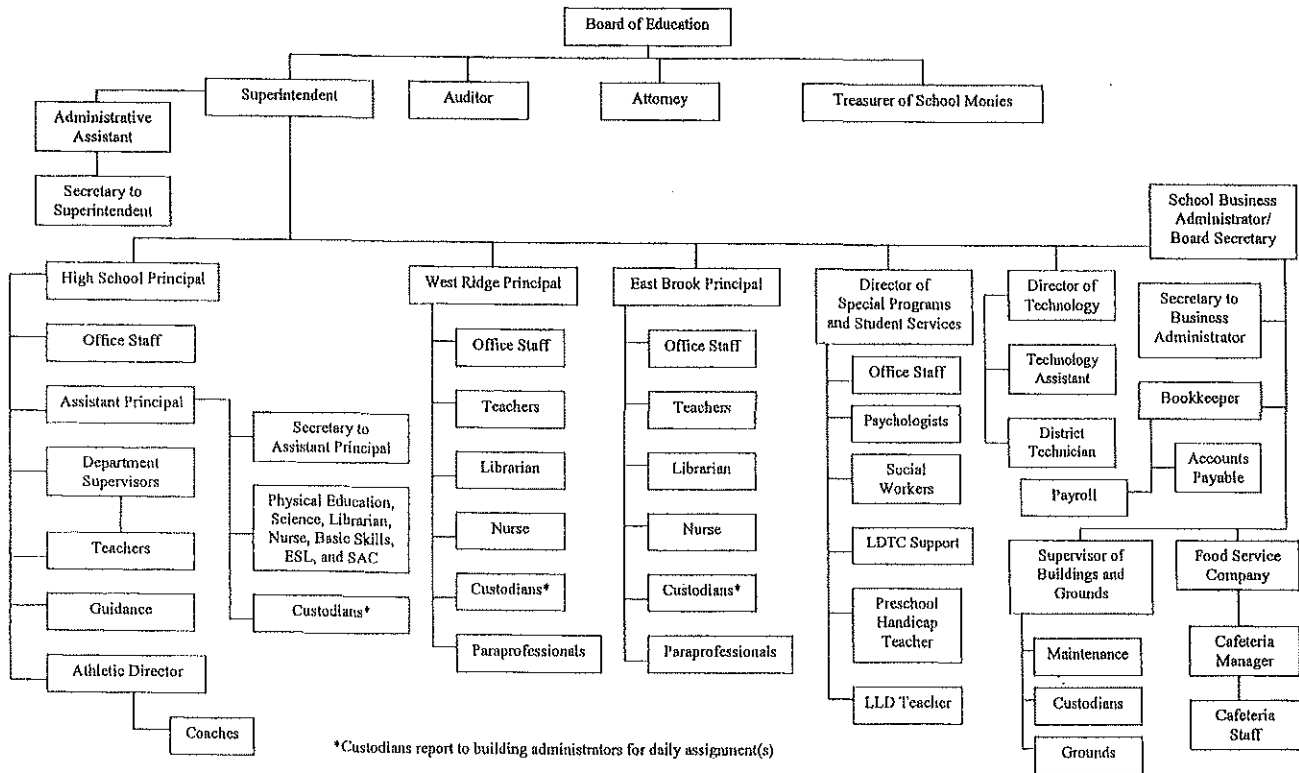 Board of Education
Superintendent
Auditor
Attorney
Treasurer of School Monies
Administrative
Assistant
Secretary to
Superintendent
School Business
Administrator/
Board Secretary
High School Principal
West Ridge Principal
East Brook Principal
Director of
Special Programs
and Student Services
Director of
Technology
Secretary to
Business
Administrator
Office Staff
Assistant Principal
Secretary to
Assistant Principal
Department
Supervisors
Physical Education,
Science, Librarian,
Nurse, Basic Skills,
ESL, and SAC
Teachers
Guidance
Custodians*
Athletic Director
Coaches
Office Staff
Teachers
Librarian
Nurse
Custodians*
Paraprofessionals
Office Staff
Teachers
Librarian
Nurse
Custodians*
Paraprofessionals
Office Staff
Psychologists
Social
Workers
LDTC Support
Preschool
Handicap
Teacher
LLD Teacher
Technology
Assistant
District
Technician
Bookkeeper
Accounts
Payable
Payroll
Supervisor of
Buildings and
Grounds
Maintenance
Custodians
Grounds
Food Service
Company
Cafeteria
Manager
Cafeteria
Staff
*Custodians report to building administrators for daily assignment(s)